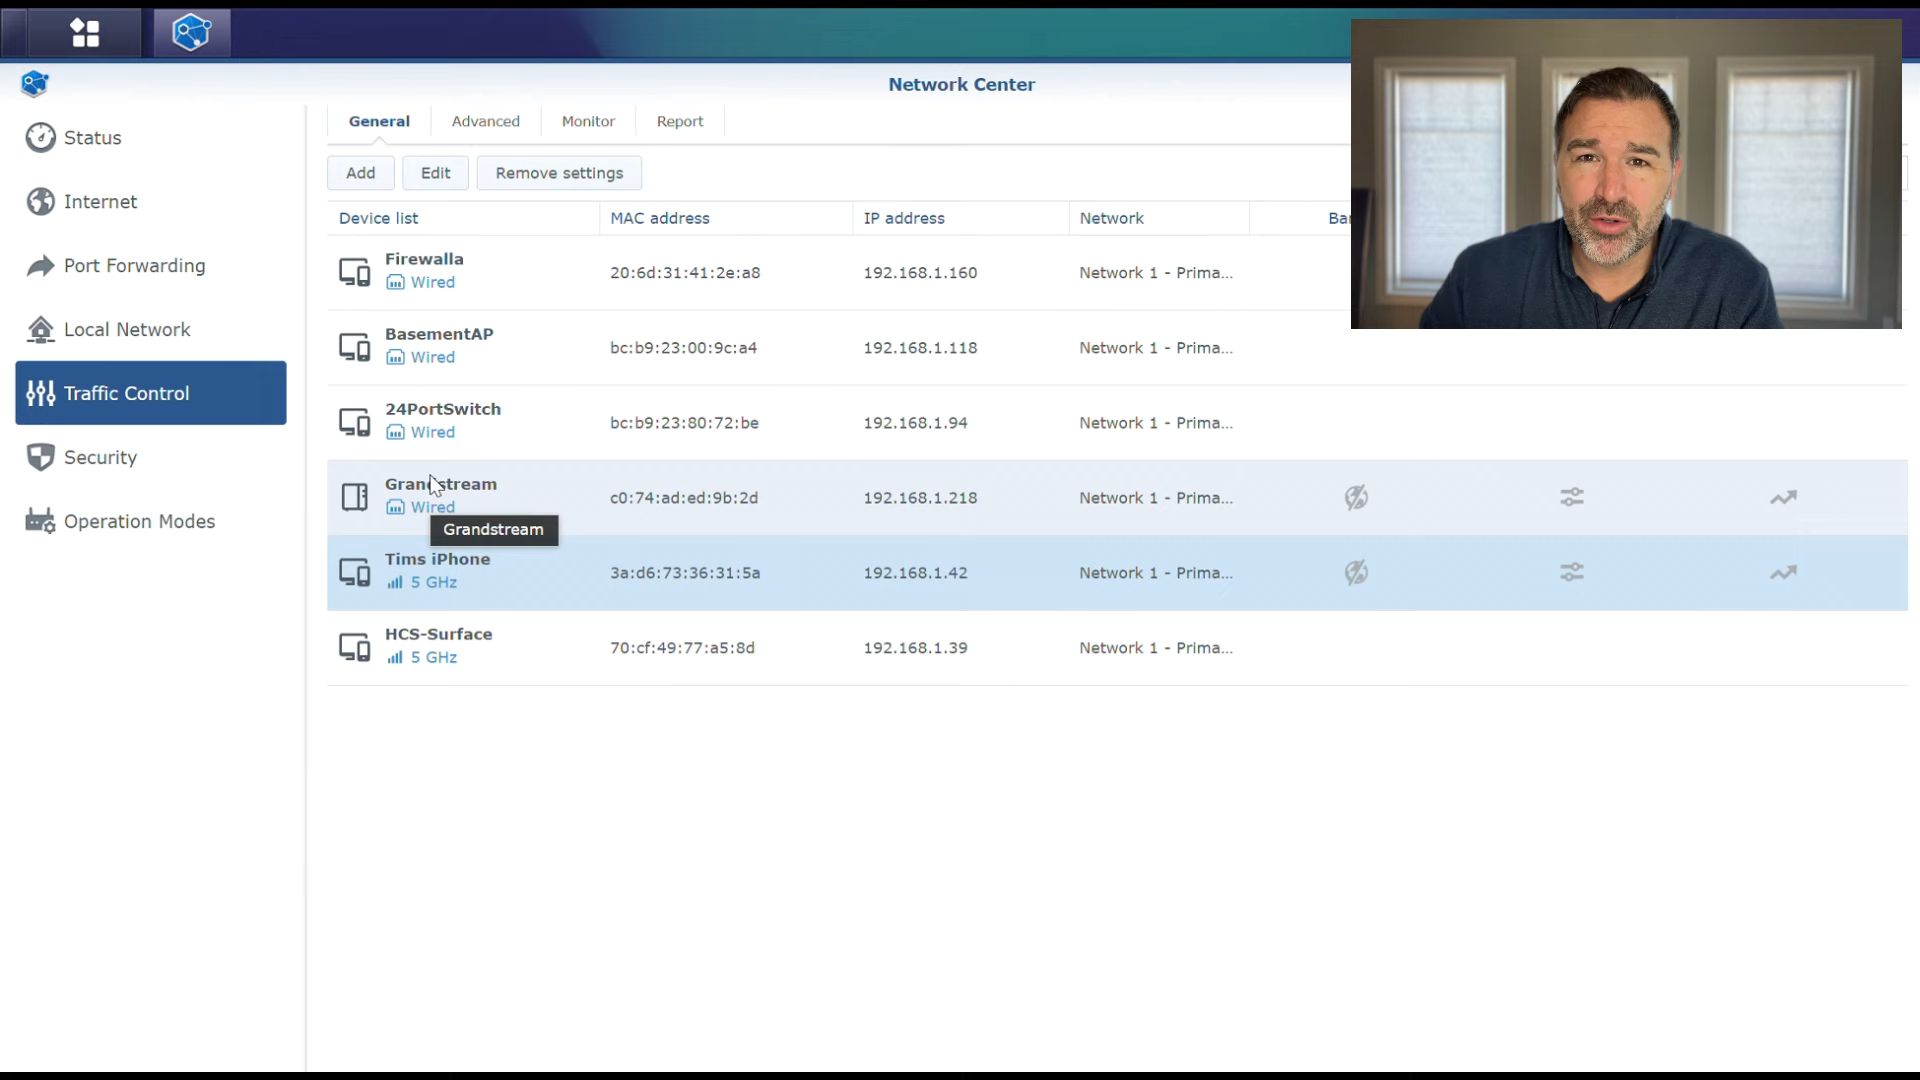 Network Center
Status
Internet
Port Forwarding
Local Network
Traffic Control
Security
Operation Modes
General Advanced Monitor Report
Add Edit Remove settings
Device list MAC address IP address Network
Firewalla
Wired
20:6d:31:41:2e:a8 192.168.1.160 Network 1 - Prima...
BasementAP
Wired
bc:b9:23:00:9c:a4 192.168.1.118 Network 1 - Prima...
24PortSwitch
Wired
bc:b9:23:80:72:be 192.168.1.94 Network 1 - Prima...
Grandstream
Wired
c0:74:ad:ed:9b:2d 192.168.1.218 Network 1 - Prima...
Grandstream
Tims iPhone
5 GHz
3a:d6:73:36:31:5a 192.168.1.42 Network 1 - Prima...
HCS-Surface
5 GHz
70:cf:49:77:a5:8d 192.168.1.39 Network 1 - Prima...